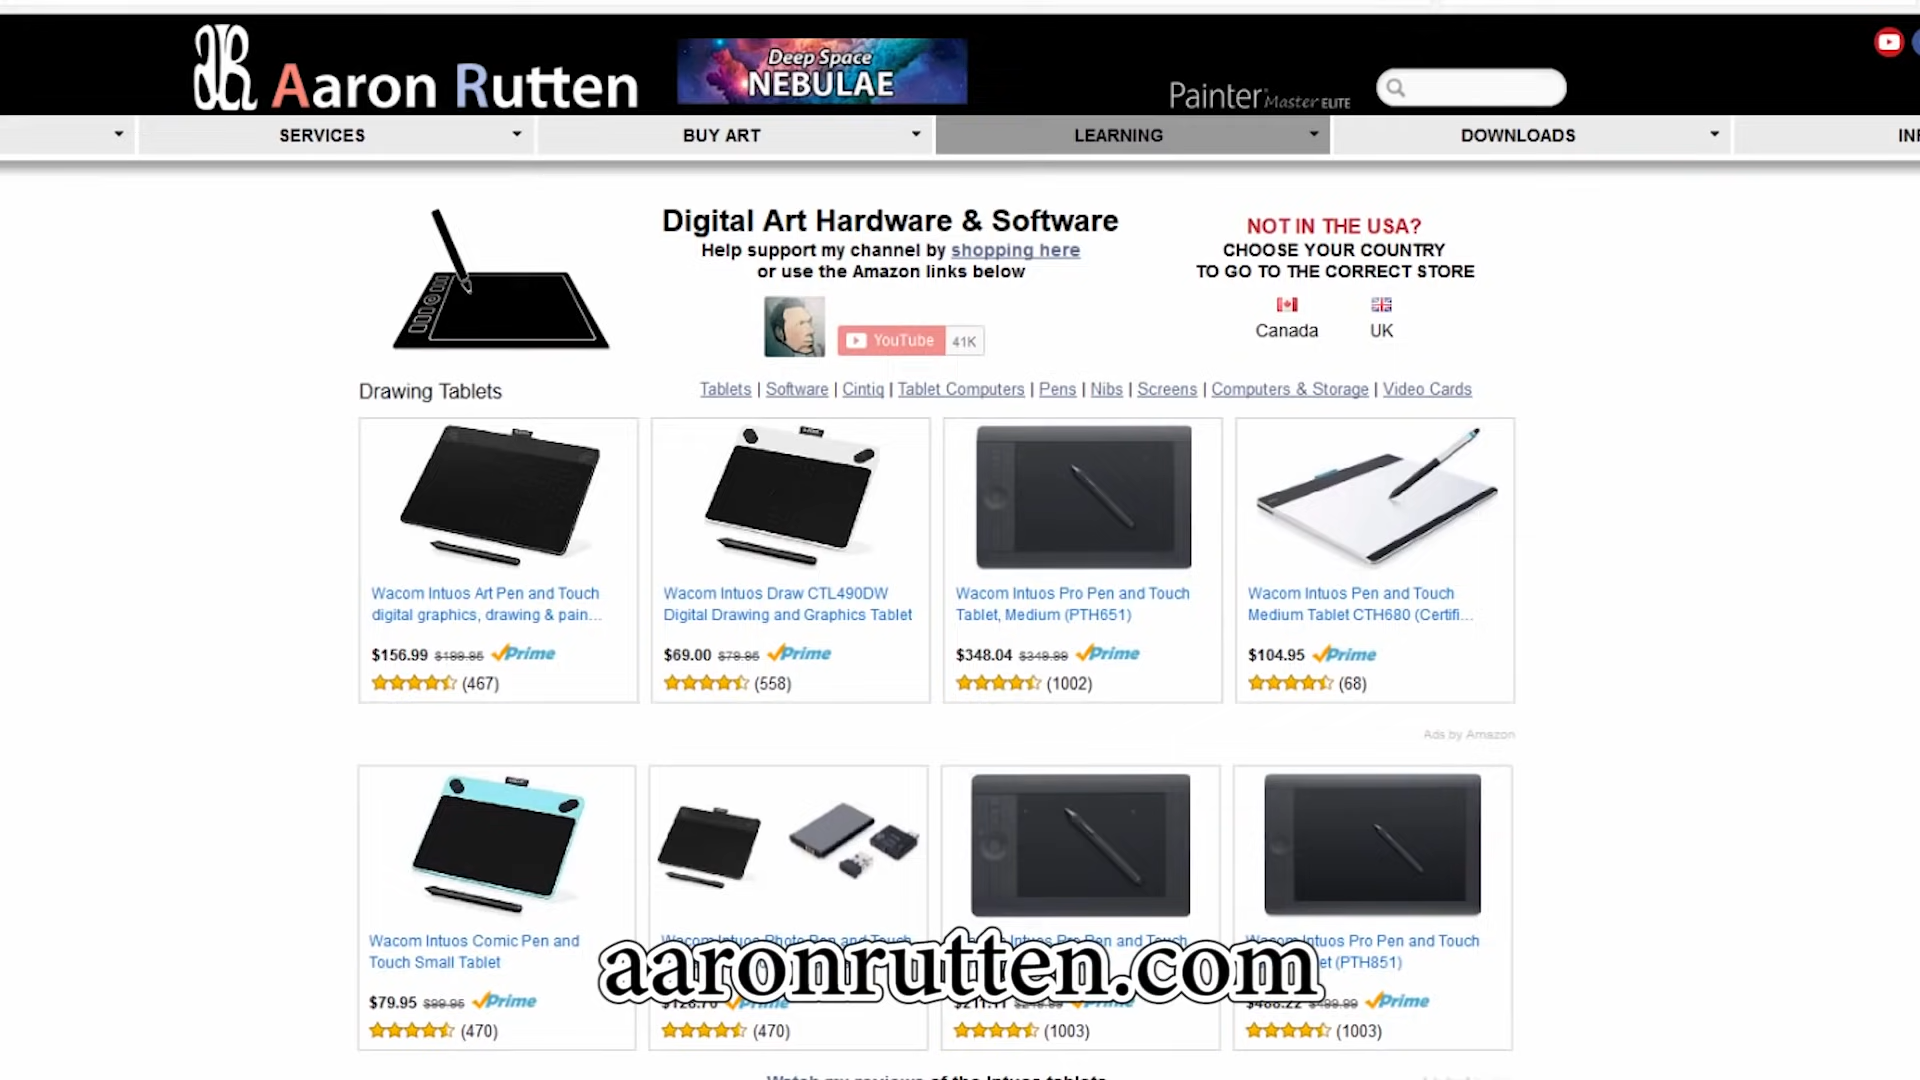 Aaron Rutten
Deep Space
NEBULAE
Painter Master ELITE
SERVICES
BUY ART
LEARNING
DOWNLOADS
Digital Art Hardware & Software
Help support my channel by shopping here
or use the Amazon links below
YouTube 41K
NOT IN THE USA?
CHOOSE YOUR COUNTRY
TO GO TO THE CORRECT STORE
Canada UK
Drawing Tablets
Tablets | Software | Cintiq | Tablet Computers | Pens | Nibs | Screens | Computers & Storage | Video Cards
Wacom Intuos Art Pen and Touch
digital graphics, drawing & pain...
$156.99 $199.95 Prime
(467)
Wacom Intuos Draw CTL490DW
Digital Drawing and Graphics Tablet
$69.00 $79.95 Prime
(558)
Wacom Intuos Pro Pen and Touch
Tablet, Medium (PTH651)
$348.04 $349.99 Prime
(1002)
Wacom Intuos Pen and Touch
Medium Tablet CTH680 (Certifi...
$104.95 Prime
(68)
Ads by Amazon
Wacom Intuos Comic Pen and
Touch Small Tablet
$79.95 $99.95 Prime
(470)
Wacom Intuos Photo Pen and Touch
Prime
(470)
Intuos Pro Pen and Touch
Prime
(1003)
Wacom Intuos Pro Pen and Touch
(PTH851)
$488.22 $499.99 Prime
(1003)
aaronrutten.com
Watch my reviews of the Intuos tablets